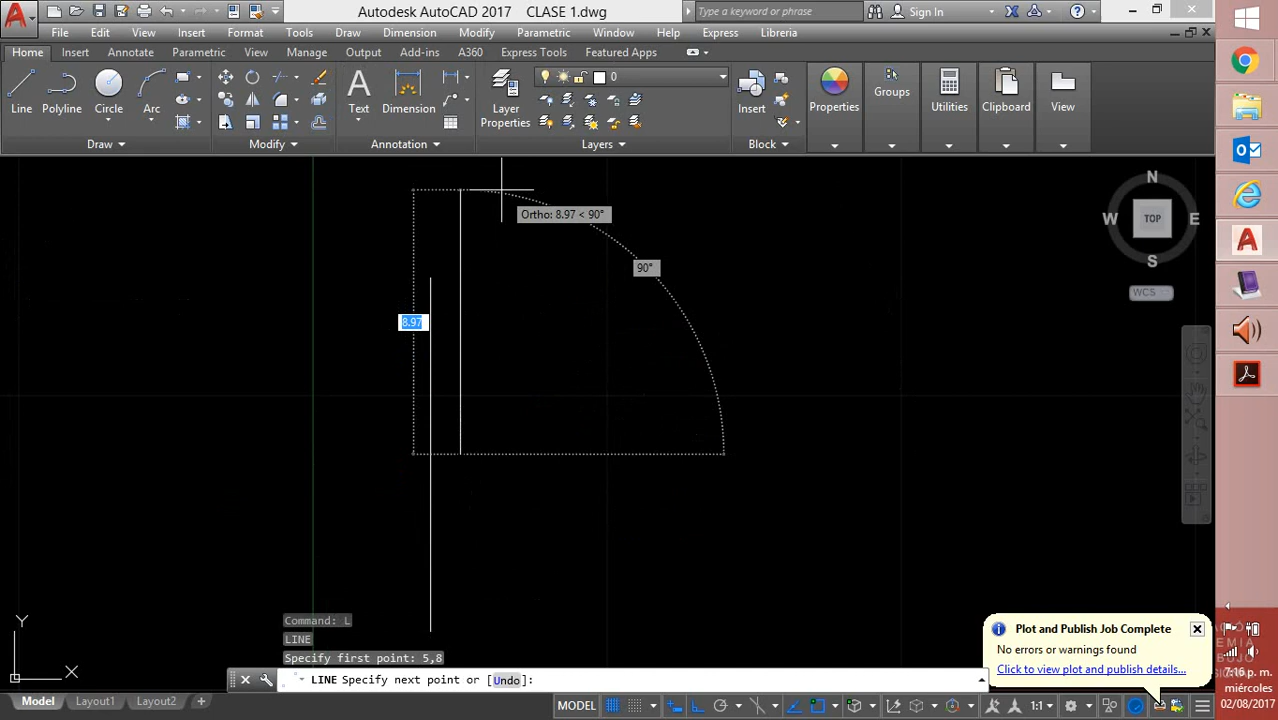 Autodesk AutoCAD 2017 CLASE 1.dwg
Type a keyword or phrase
Sign In
File Edit View Insert Format Tools Draw Dimension Modify Parametric Window Help Express Libreria
Home Insert Annotate Parametric View Manage Output Add-ins A360 Express Tools Featured Apps
0
Line Polyline Circle Arc
Text Dimension
Layer
Properties
Insert
Properties Groups Utilities Clipboard View
Draw Modify Annotation Layers Block
N
W TOP E
S
WCS
Ortho: 8.97 < 90°
90°
8.97
Y
X
Command: L
LINE
Specify first point: 5,8
LINE Specify next point or [Undo]:
Plot and Publish Job Complete
No errors or warnings found
Click to view plot and publish details...
Model Layout1 Layout2 +
MODEL
1:1
7:16 p. m.
miércoles
02/08/2017